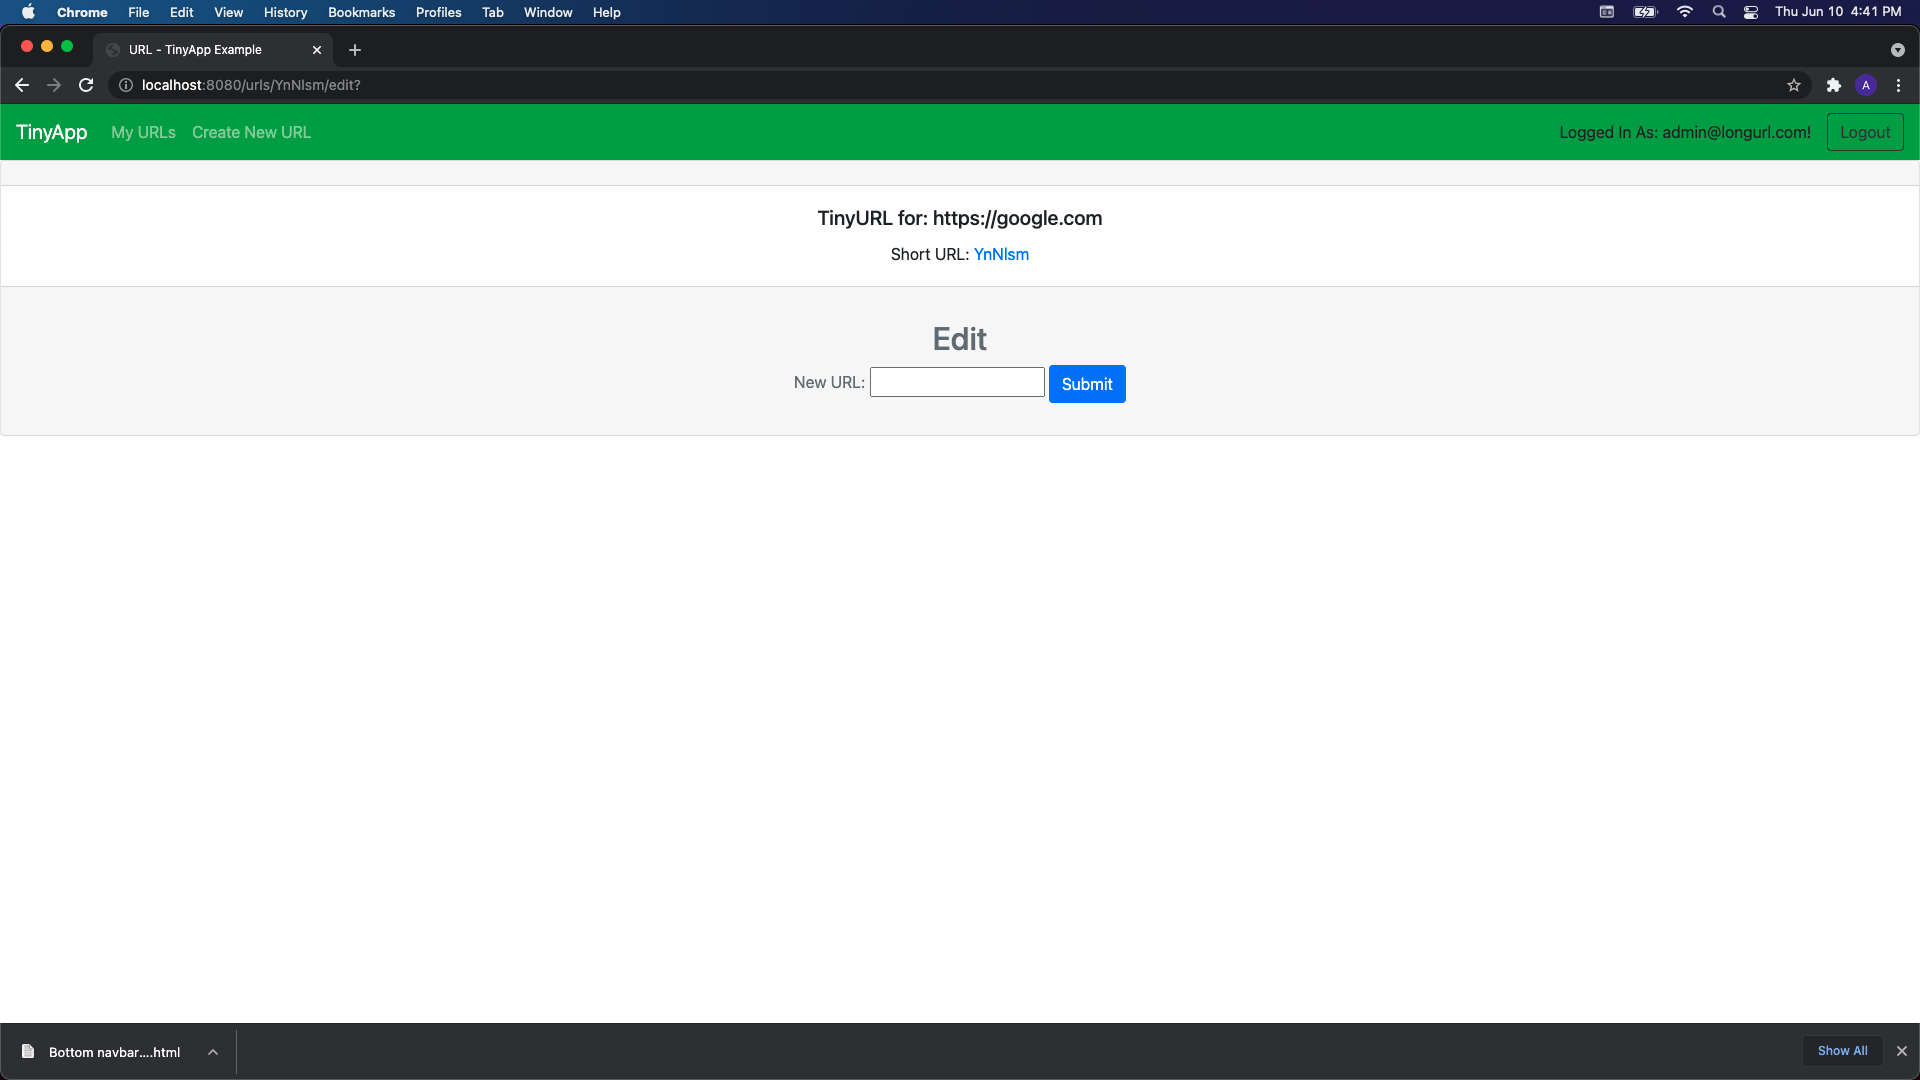 Chrome File Edit View History Bookmarks Profiles Tab Window Help Thu Jun 10 4:41 PM
URL - TinyApp Example
localhost:8080/urls/YnNlsm/edit? A
TinyApp My URLs Create New URL Logged In As: admin@longurl.com! Logout
TinyURL for: https://google.com
Short URL: YnNlsm
Edit
New URL: Submit
Bottom navbar....html Show All